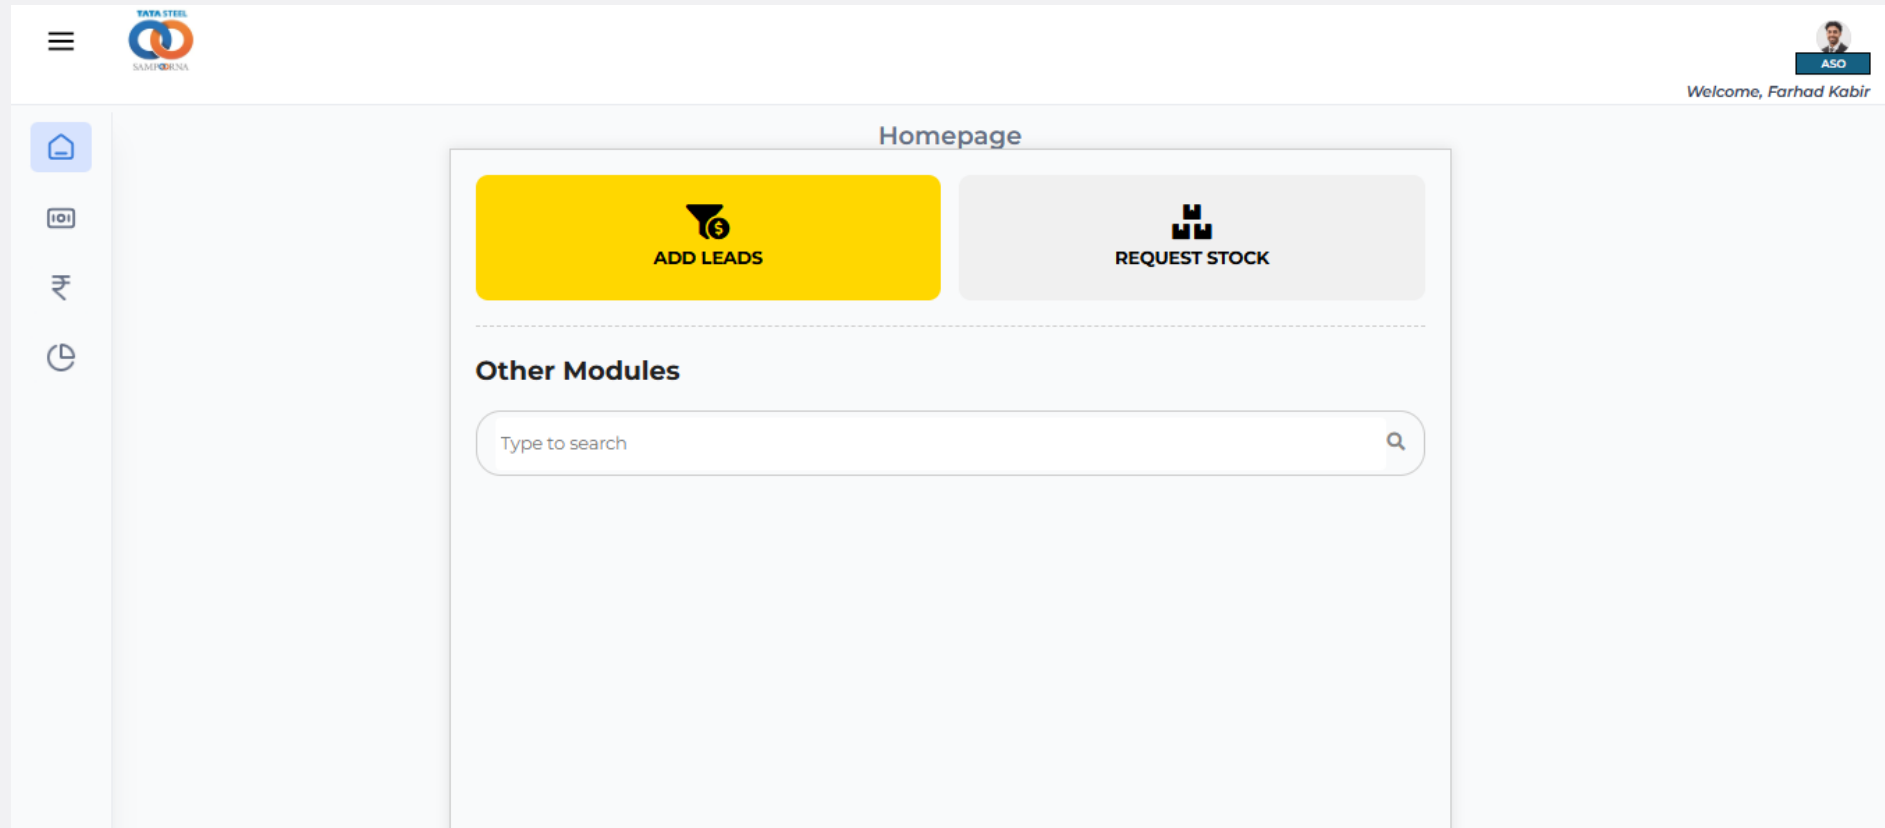 TATA STEEL
SAMPOORNA
ASO
Welcome, Farhad Kabir
Homepage
ADD LEADS
REQUEST STOCK
Other Modules
Type to search